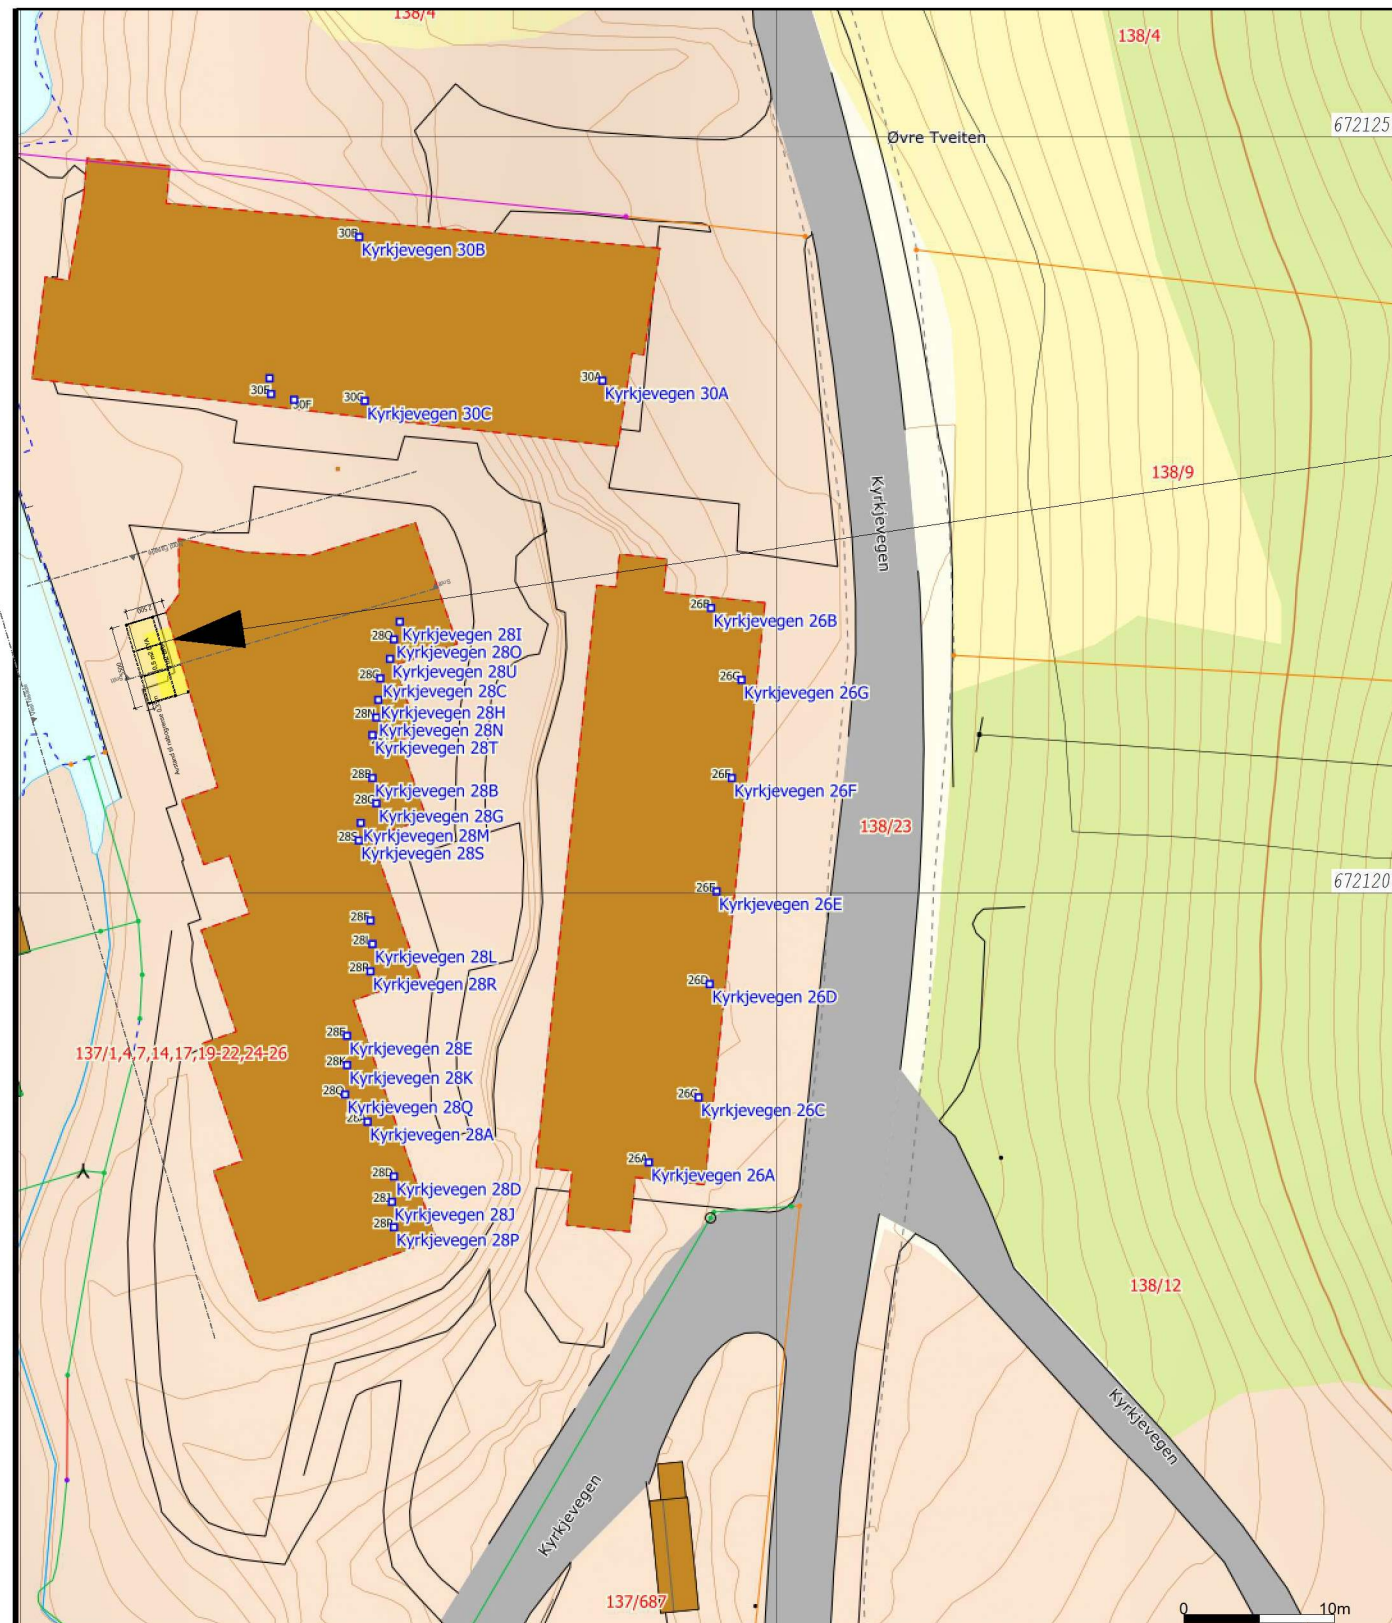 138/4
138/4
Øvre Tveiten
672125
30B
Kyrkjevegen 30B
30A
Kyrkjevegen 30A
30E
30F
30C
Kyrkjevegen 30C
138/9
Kyrkjevegen
2.500
26B
Kyrkjevegen 26B
Kyrkjevegen 28I
28O
Kyrkjevegen 28O
Kyrkjevegen 28U
28C
Kyrkjevegen 28C
26G
Kyrkjevegen 26G
Kyrkjevegen 28H
28N
Kyrkjevegen 28N
Kyrkjevegen 28T
28B
Kyrkjevegen 28B
26F
Kyrkjevegen 26F
28G
Kyrkjevegen 28G
138/23
Kyrkjevegen 28M
28S
Kyrkjevegen 28S
672120
26E
Kyrkjevegen 26E
28F
28L
Kyrkjevegen 28L
28R
Kyrkjevegen 28R
26D
Kyrkjevegen 26D
28E
Kyrkjevegen 28E
137/1,4,7,14,17,19-22,24-26
28K
Kyrkjevegen 28K
28Q
Kyrkjevegen 28Q
26C
Kyrkjevegen 26C
28A
Kyrkjevegen 28A
26A
Kyrkjevegen 26A
28D
Kyrkjevegen 28D
28J
Kyrkjevegen 28J
28P
Kyrkjevegen 28P
138/12
Kyrkjevegen
Kyrkjevegen
137/687
0 10m